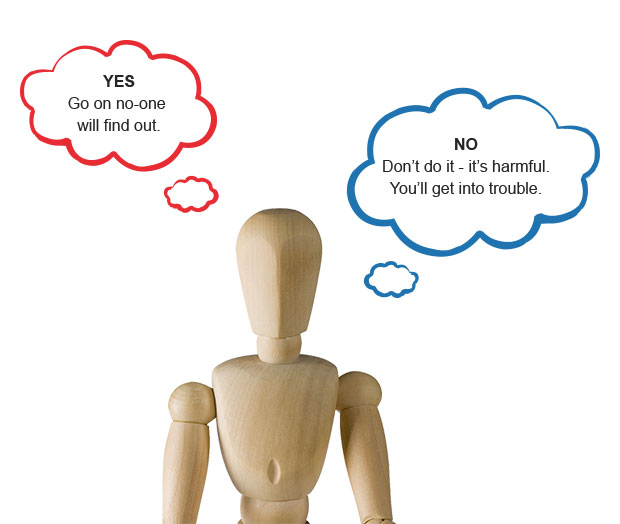 YES
Go on no-one
will find out.
NO
Don’t do it - it’s harmful.
You’ll get into trouble.